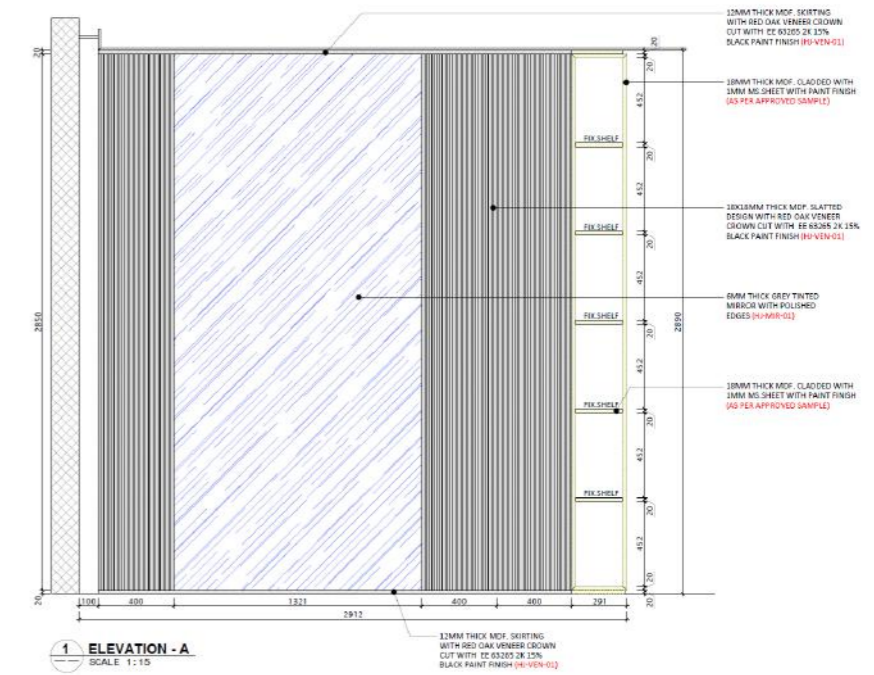 12MM THICK MDF. SKIRTING
WITH RED OAK VENEER CROWN
CUT WITH EE 63265 2K 15%
BLACK PAINT FINISH (HJ-VEN-01)
18MM THICK MDF. CLADDED WITH
1MM MS.SHEET WITH PAINT FINISH
(AS PER APPROVED SAMPLE)
18X18MM THICK MDF. SLATTED
DESIGN WITH RED OAK VENEER
CROWN CUT WITH EE 63265 2K 15%
BLACK PAINT FINISH (HJ-VEN-01)
6MM THICK GREY TINTED
MIRROR WITH POLISHED
EDGES (HJ-MIR-01)
18MM THICK MDF. CLADDED WITH
1MM MS.SHEET WITH PAINT FINISH
(AS PER APPROVED SAMPLE)
20
2850
20
FIX.SHELF
FIX.SHELF
FIX.SHELF
FIX.SHELF
FIX.SHELF
20
20
452
20
452
20
452
20
452
20
452
20
452
20
20
2890
100 400 1321 400 400 291
2912
12MM THICK MDF. SKIRTING
WITH RED OAK VENEER CROWN
CUT WITH EE 63265 2K 15%
BLACK PAINT FINISH (HJ-VEN-01)
1 ELEVATION - A
SCALE 1:15